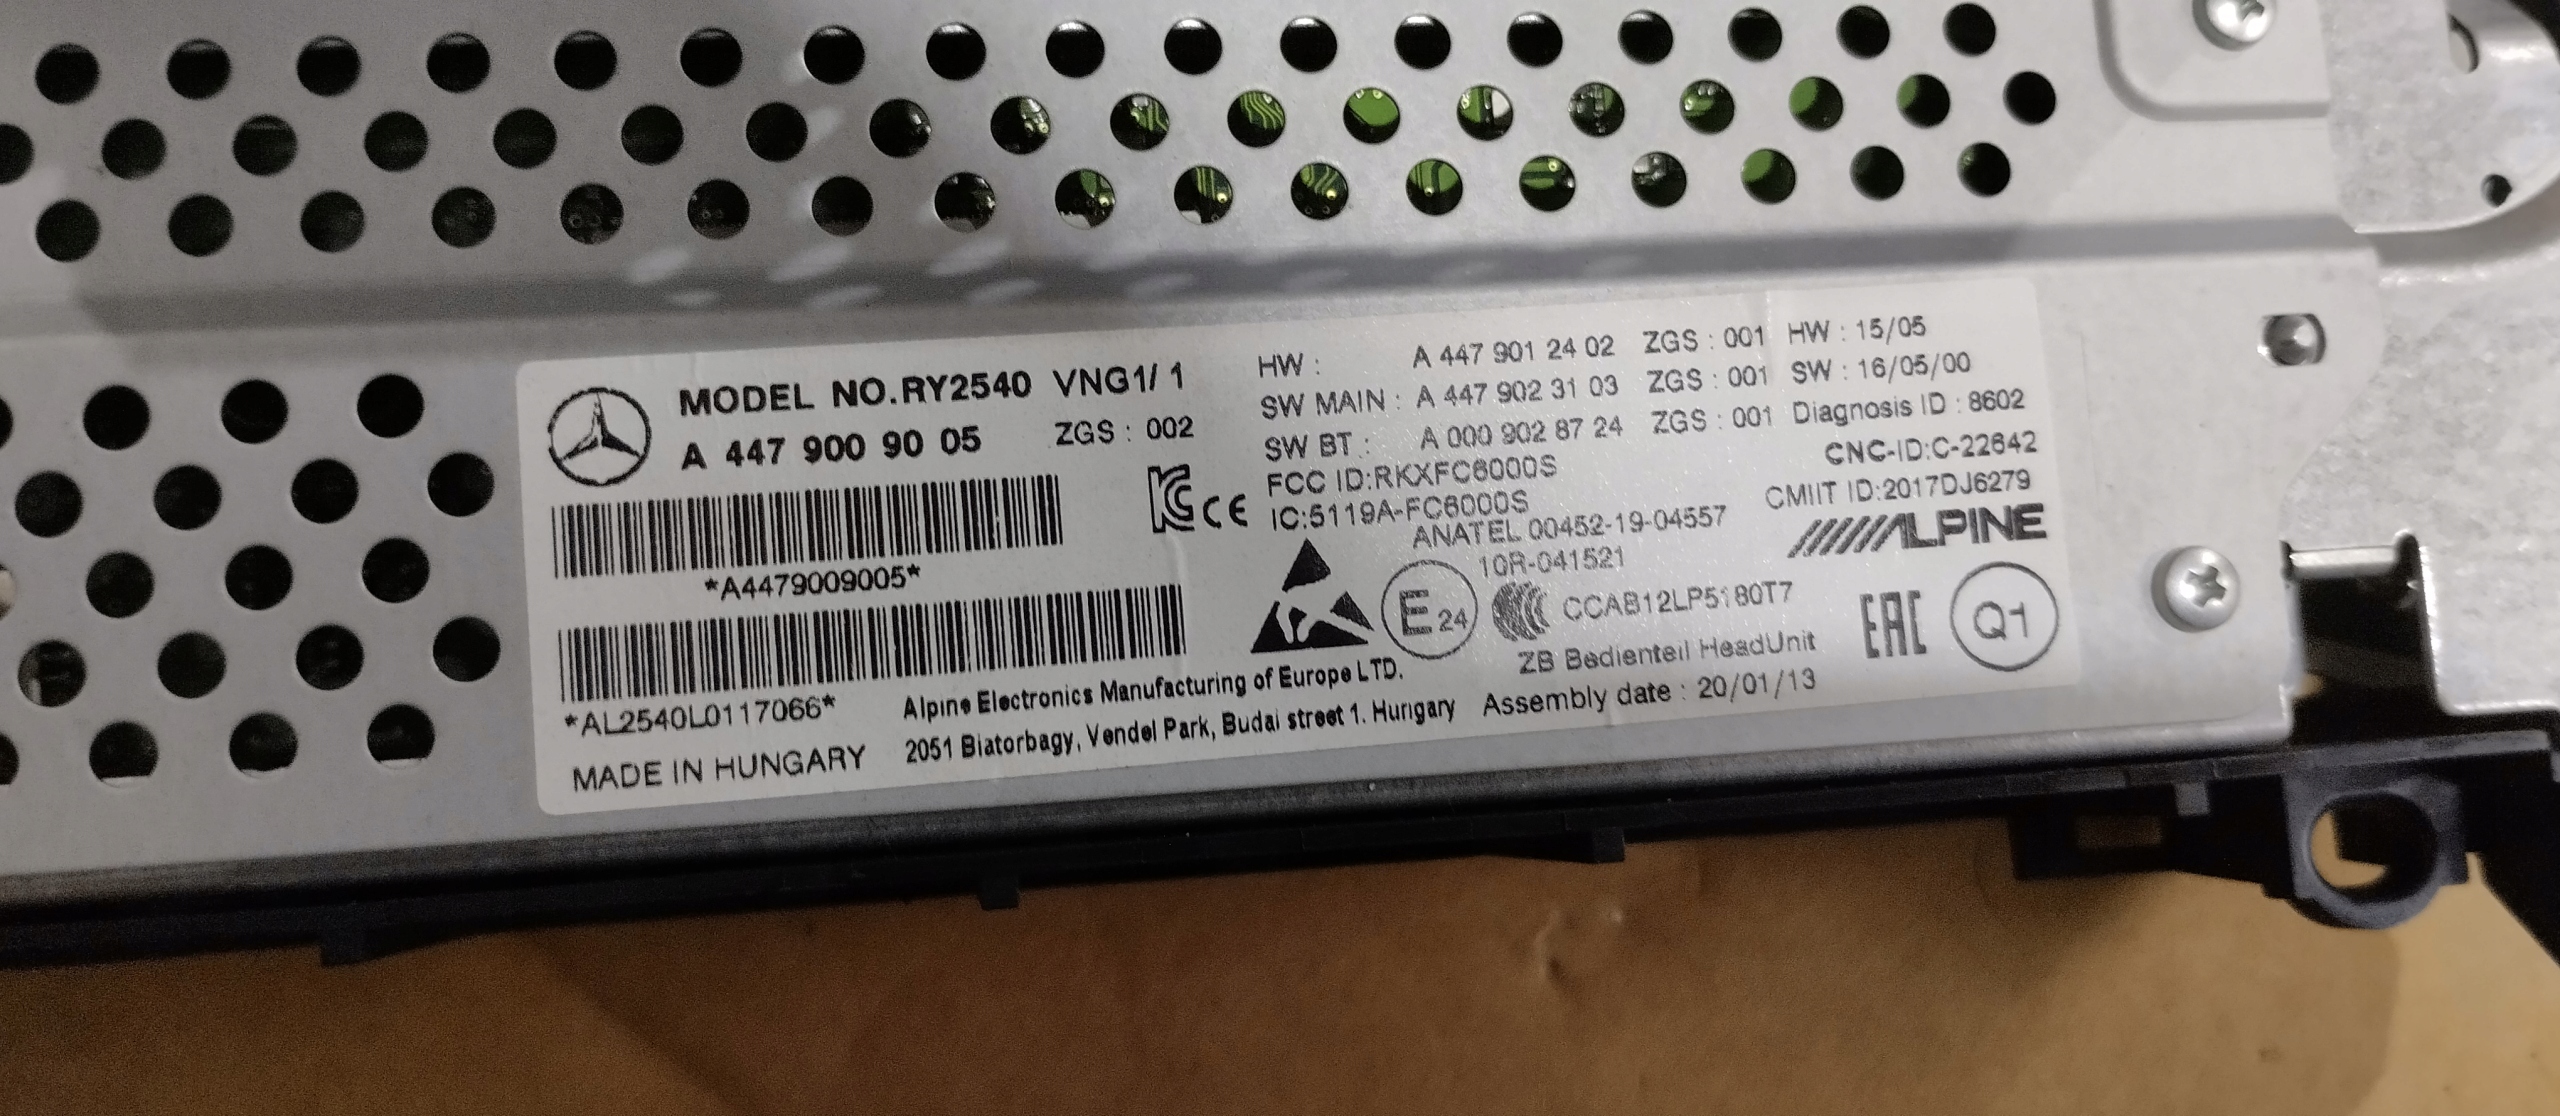 MODEL NO.RY2540 VNG1/1
A 447 900 90 05 ZGS : 002
*A4479009005*
*AL2540L0117066*
MADE IN HUNGARY
HW : A 447 901 24 02 ZGS : 001 HW : 15/05
SW MAIN : A 447 902 31 03 ZGS : 001 SW : 16/05/00
SW BT : A 000 902 87 24 ZGS : 001 Diagnosis ID : 8602
CNC-ID:C-22642
FCC ID:RKXFC6000S
CMIIT ID:2017DJ6279
IC:5119A-FC6000S
ANATEL 00452-19-04557
ALPINE
10R-041521
CE
E24
CCAB12LP5180T7
EAC
Q1
ZB Bedienteil HeadUnit
Alpine Electronics Manufacturing of Europe LTD.
2051 Biatorbagy, Vendel Park, Budai street 1. Hungary
Assembly date : 20/01/13